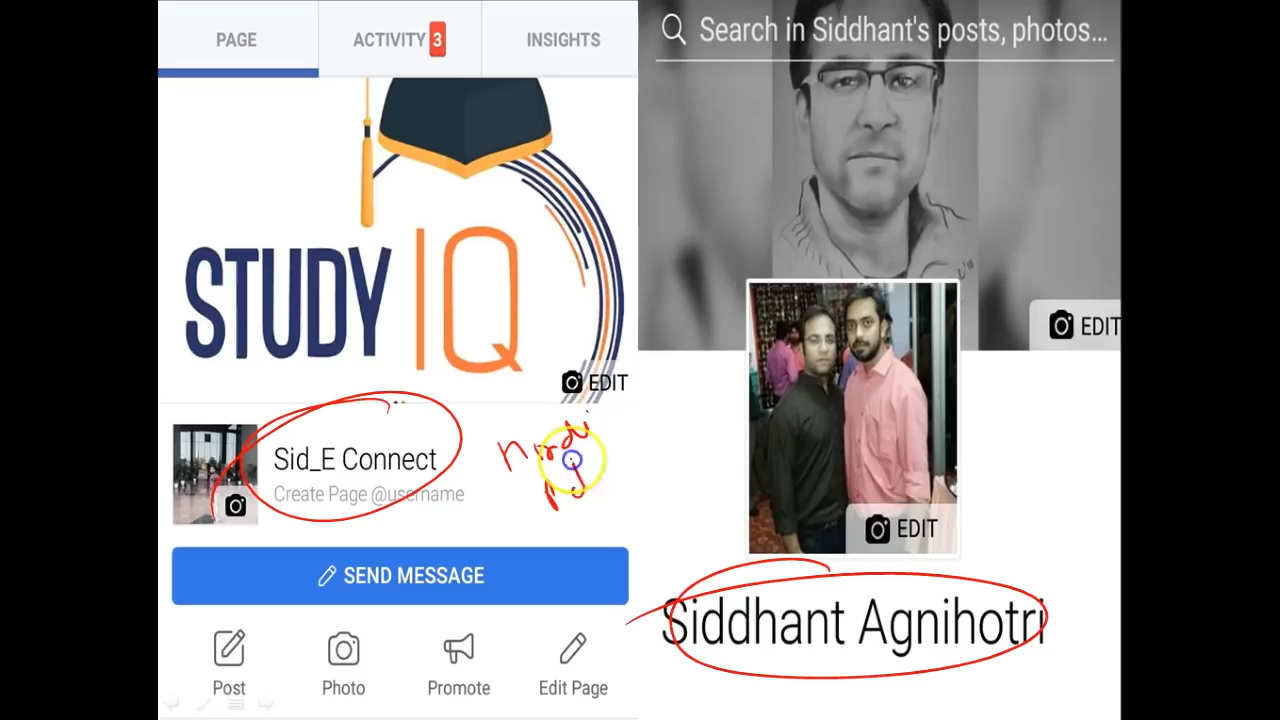 PAGE
ACTIVITY 3
INSIGHTS
STUDY IQ
EDIT
Sid_E Connect
Create Page @username
SEND MESSAGE
Post
Photo
Promote
Edit Page
Search in Siddhant's posts, photos...
EDIT
EDIT
Siddhant Agnihotri